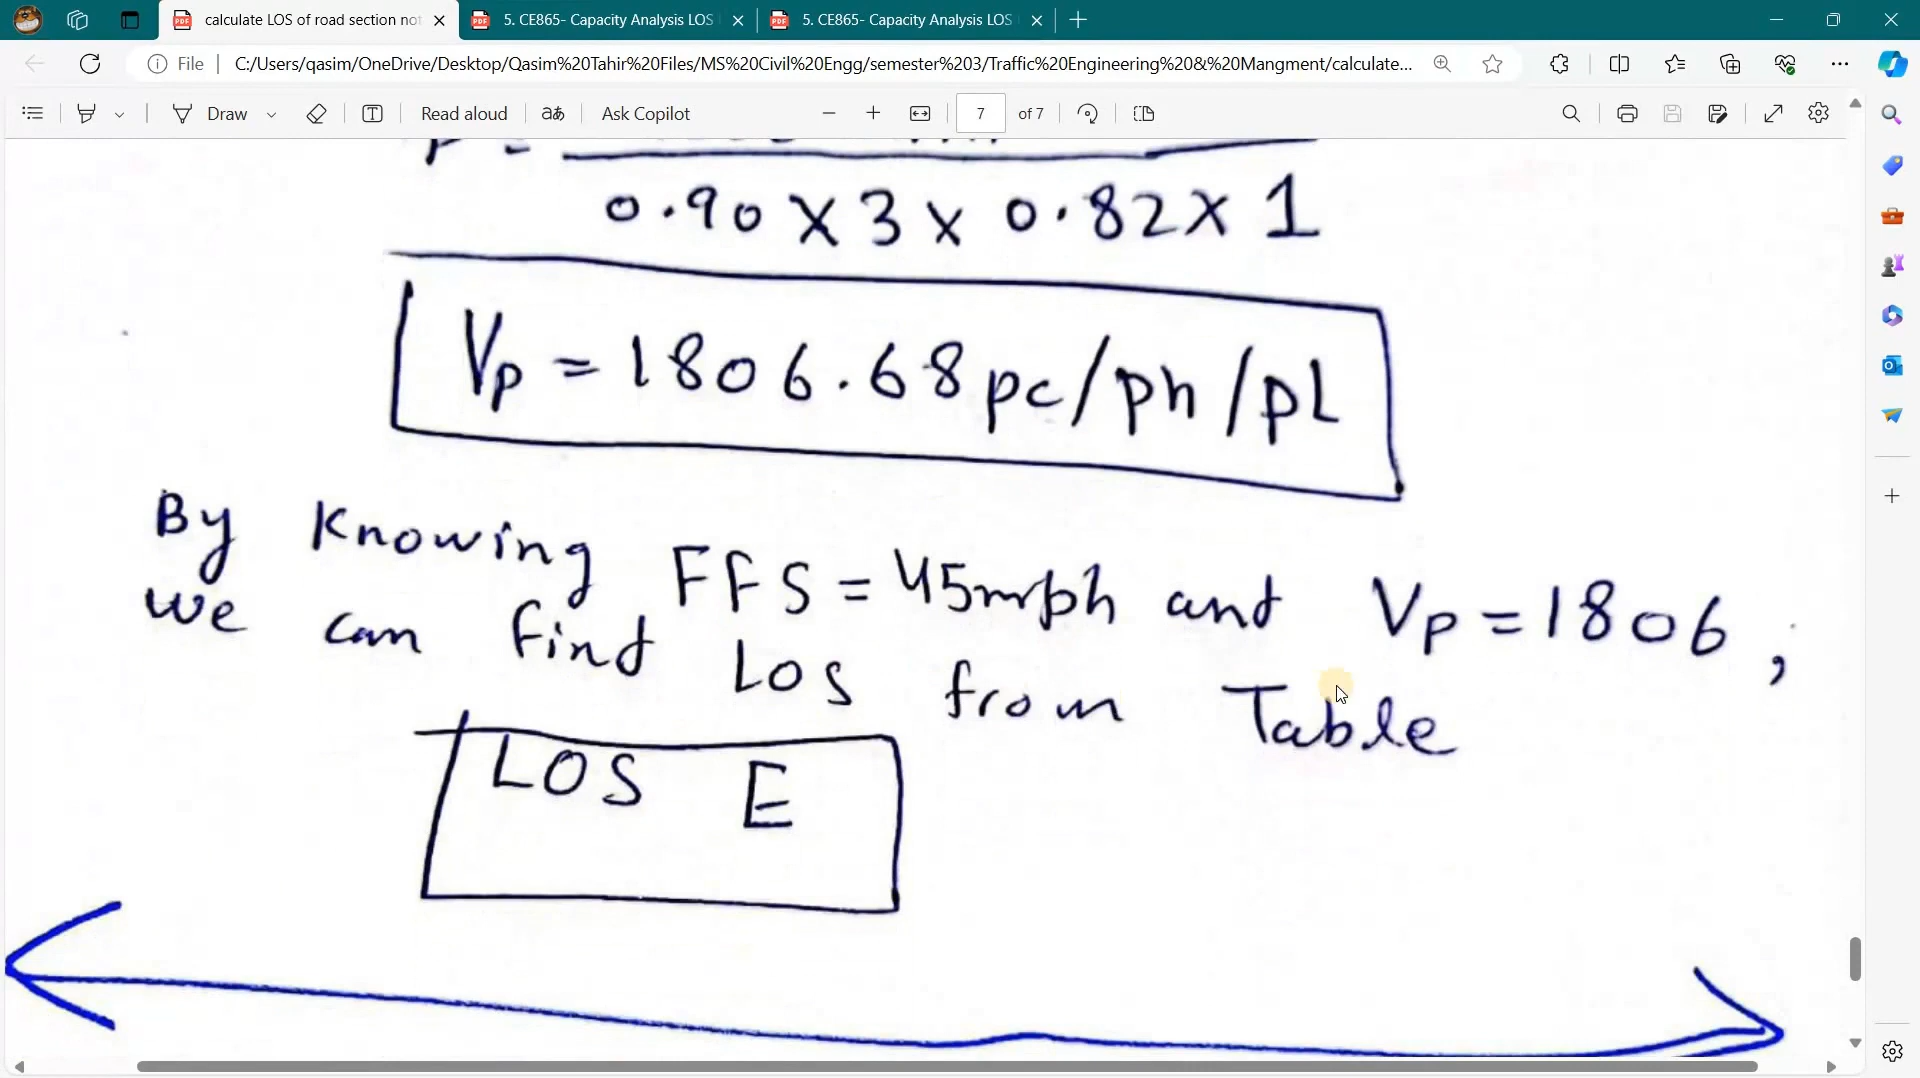 calculate LOS of road section not
5. CE865- Capacity Analysis LOS
5. CE865- Capacity Analysis LOS
File
C:/Users/qasim/OneDrive/Desktop/Qasim%20Tahir%20Files/MS%20Civil%20Engg/semester%203/Traffic%20Engineering%20&%20Mangment/calculate...
Draw
Read aloud
aあ
Ask Copilot
7
of 7
0.90 X 3 x 0.82 X 1
Vp = 1806.68 pc/ph/pL
By Knowing FFS = 45mph and Vp = 1806 ;
we can find LOS from Table
LOS E